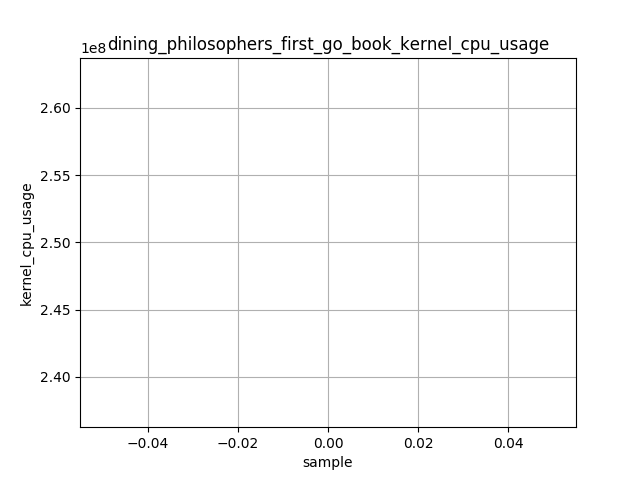 dining_philosophers_first_go_book_kernel_cpu_usage
1e8
2.60
2.55
2.50
2.45
2.40
kernel_cpu_usage
−0.04 −0.02 0.00 0.02 0.04
sample